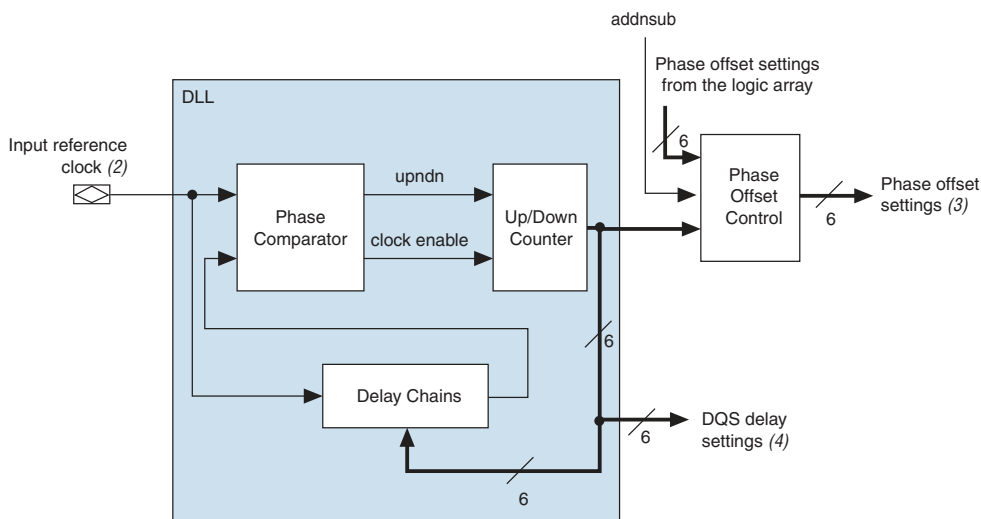 addnsub
Phase offset settings
from the logic array
DLL
6
Input reference
clock (2)
upndn
Phase
Comparator
clock enable
Up/Down
Counter
Phase
Offset
Control
6
Phase offset
settings (3)
6
Delay Chains
6
DQS delay
settings (4)
6